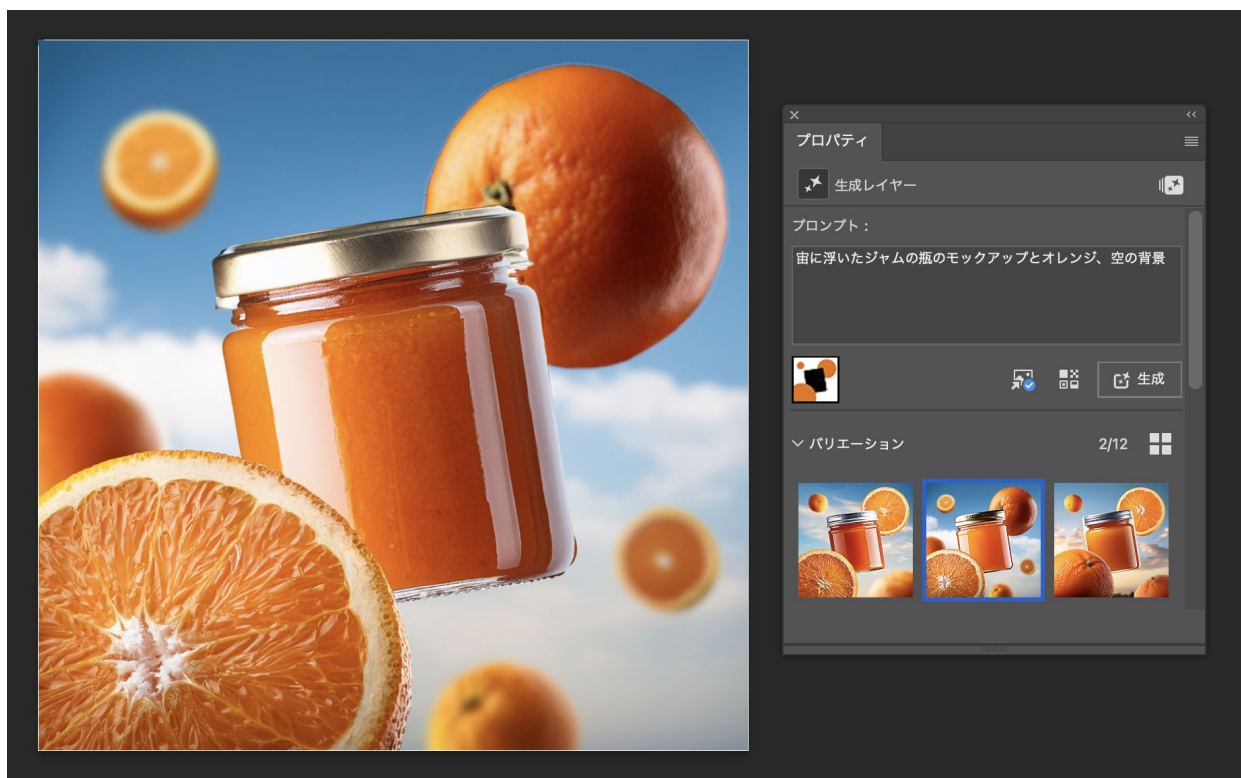 プロパティ
生成レイヤー
プロンプト：
宙に浮いたジャムの瓶のモックアップとオレンジ、空の背景
生成
バリエーション
2/12